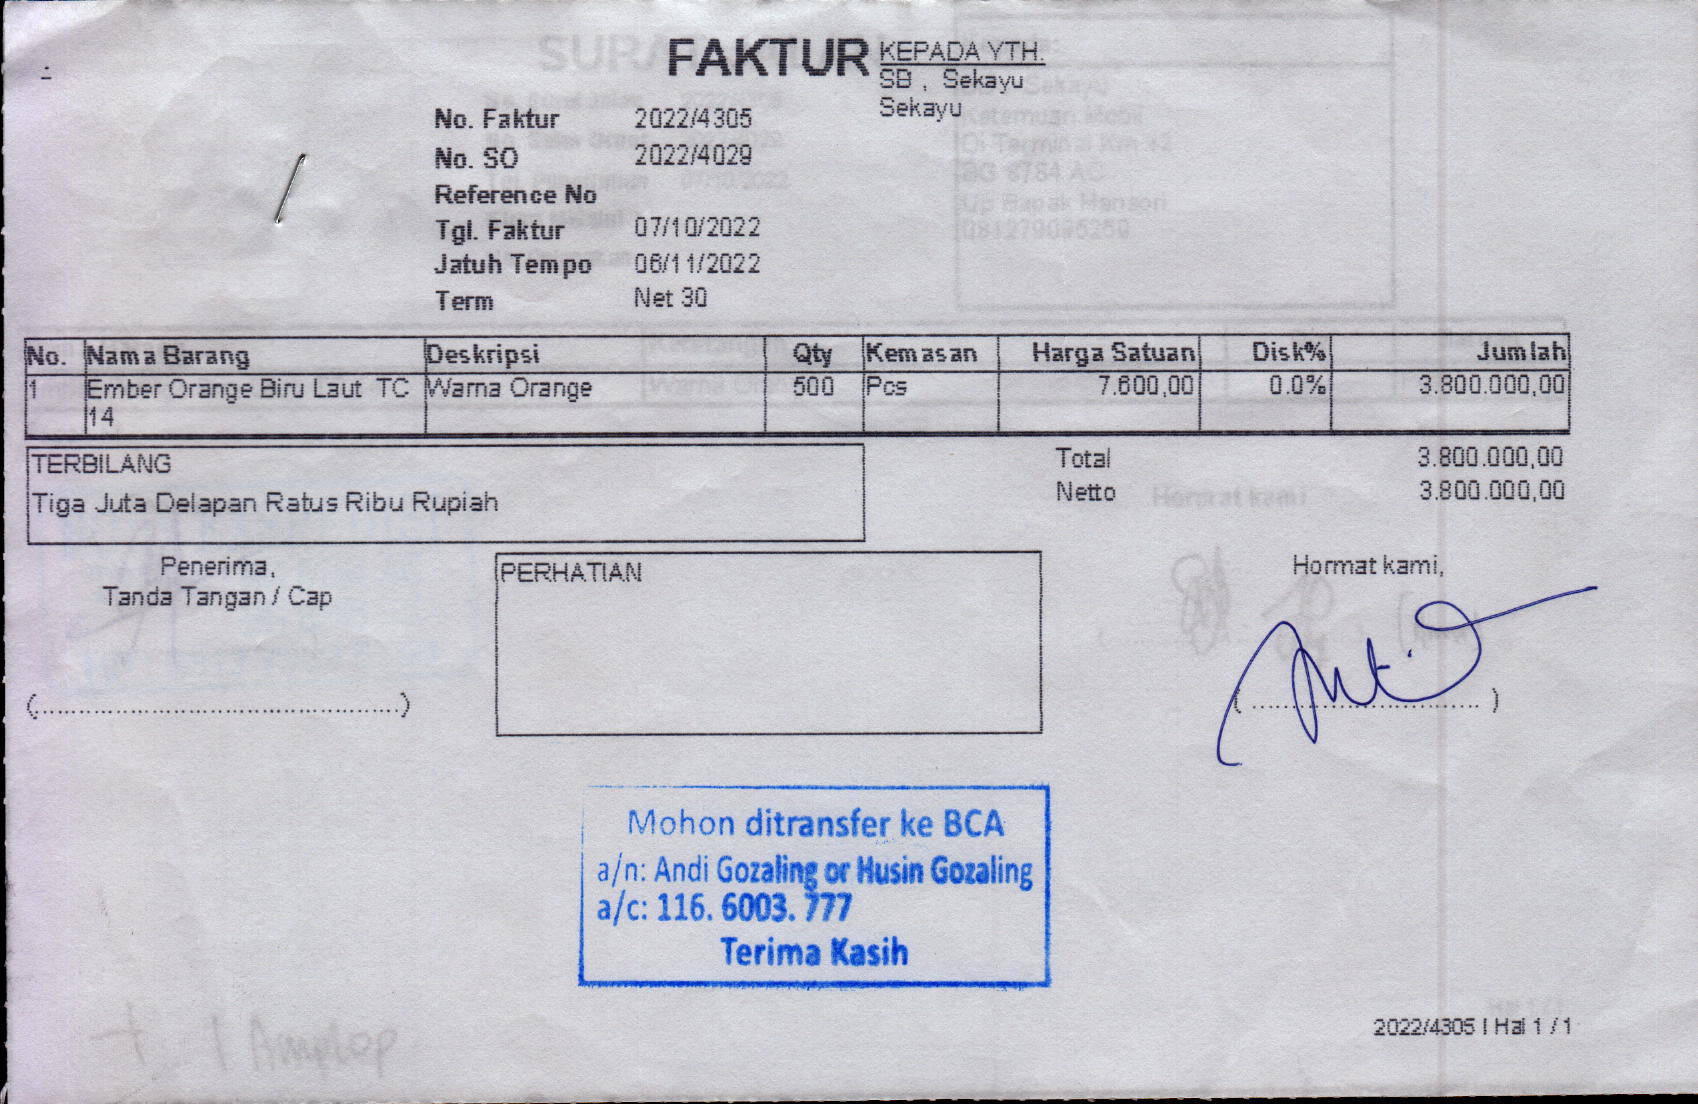 FAKTUR
KEPADA YTH.
SB , Sekayu
Sekayu
No. Faktur 2022/4305
No. SO 2022/4029
Reference No
Tgl. Faktur 07/10/2022
Jatuh Tempo 06/11/2022
Term Net 30
No. Nama Barang Deskripsi Qty Kemasan Harga Satuan Disk% Jumlah
1 Ember Orange Biru Laut TC Warna Orange 500 Pcs 7.600,00 0.0% 3.800.000,00
14
TERBILANG
Tiga Juta Delapan Ratus Ribu Rupiah
Total 3.800.000,00
Netto 3.800.000,00
Penerima,
Tanda Tangan / Cap
(............................................)
PERHATIAN
Hormat kami,
( ............................ )
Mohon ditransfer ke BCA
a/n: Andi Gozaling or Husin Gozaling
a/c: 116. 6003. 777
Terima Kasih
+ 1 Amplop
2022/4305 I Hal 1 / 1